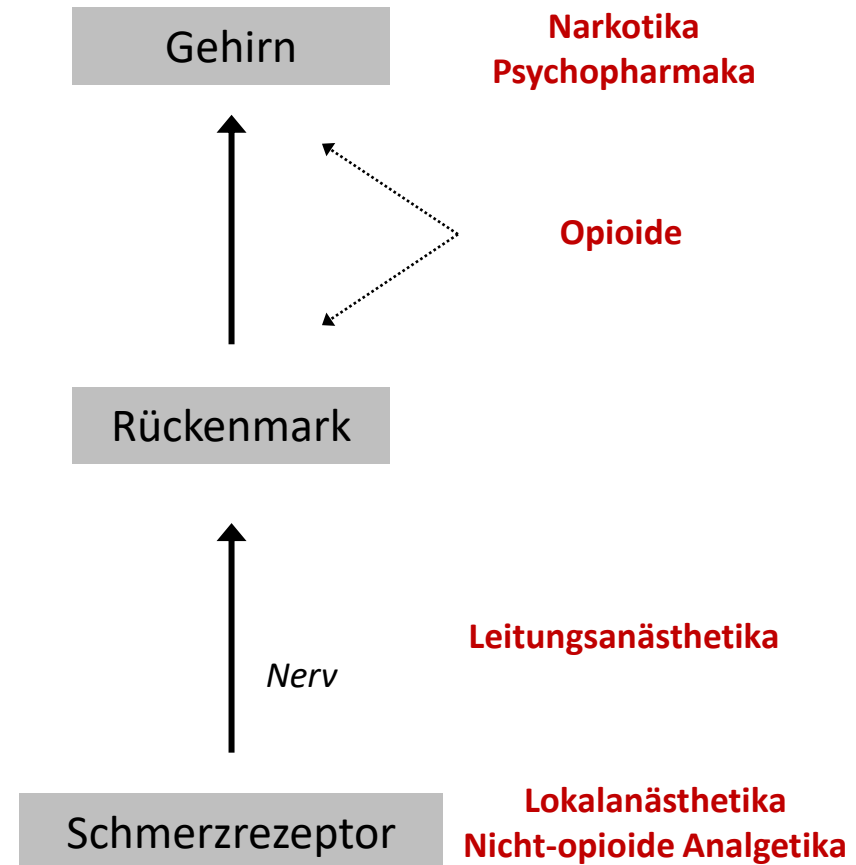 Gehirn
Narkotika
Psychopharmaka
Opioide
Rückenmark
Leitungsanästhetika
Nerv
Schmerzrezeptor
Lokalanästhetika
Nicht-opioide Analgetika